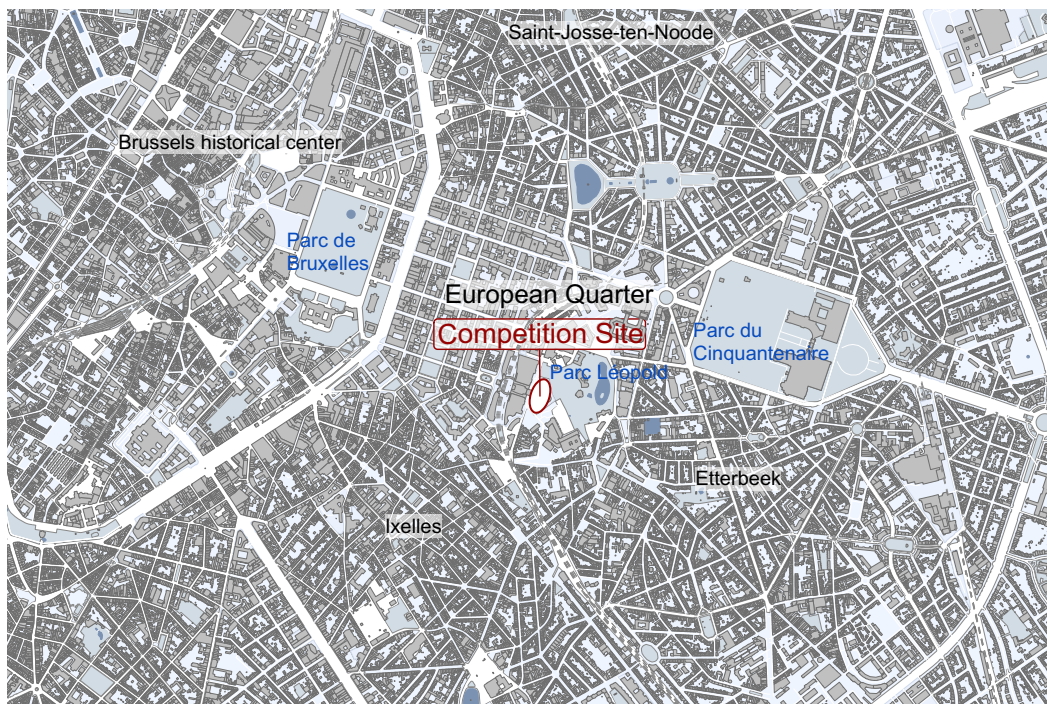 Saint-Josse-ten-Noode
Brussels historical center
Parc de
Bruxelles
European Quarter
Competition Site
Parc du
Cinquantenaire
Parc Léopold
Etterbeek
Ixelles